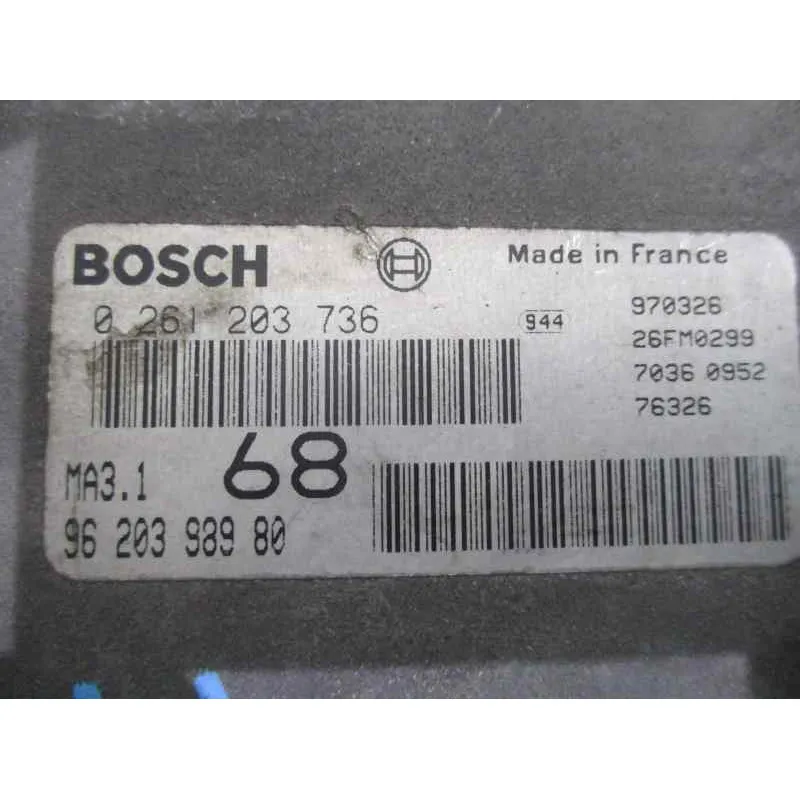 BOSCH
Made in France
0 261 203 736
944
970326
26FM0299
7036 0952
76326
MA3.1
68
96 203 989 80